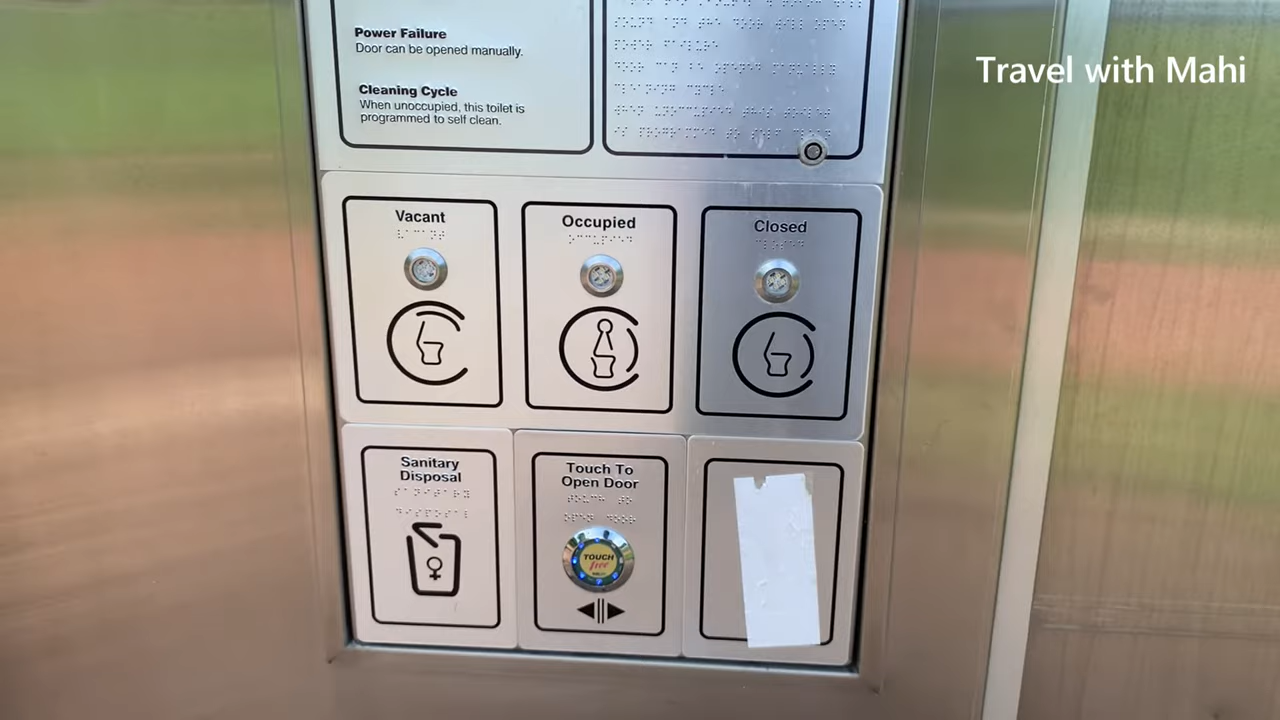 Travel with Mahi
Power Failure
Door can be opened manually.
Cleaning Cycle
When unoccupied, this toilet is
programmed to self clean.
Vacant
Occupied
Closed
Sanitary
Disposal
Touch To
Open Door
TOUCH
free